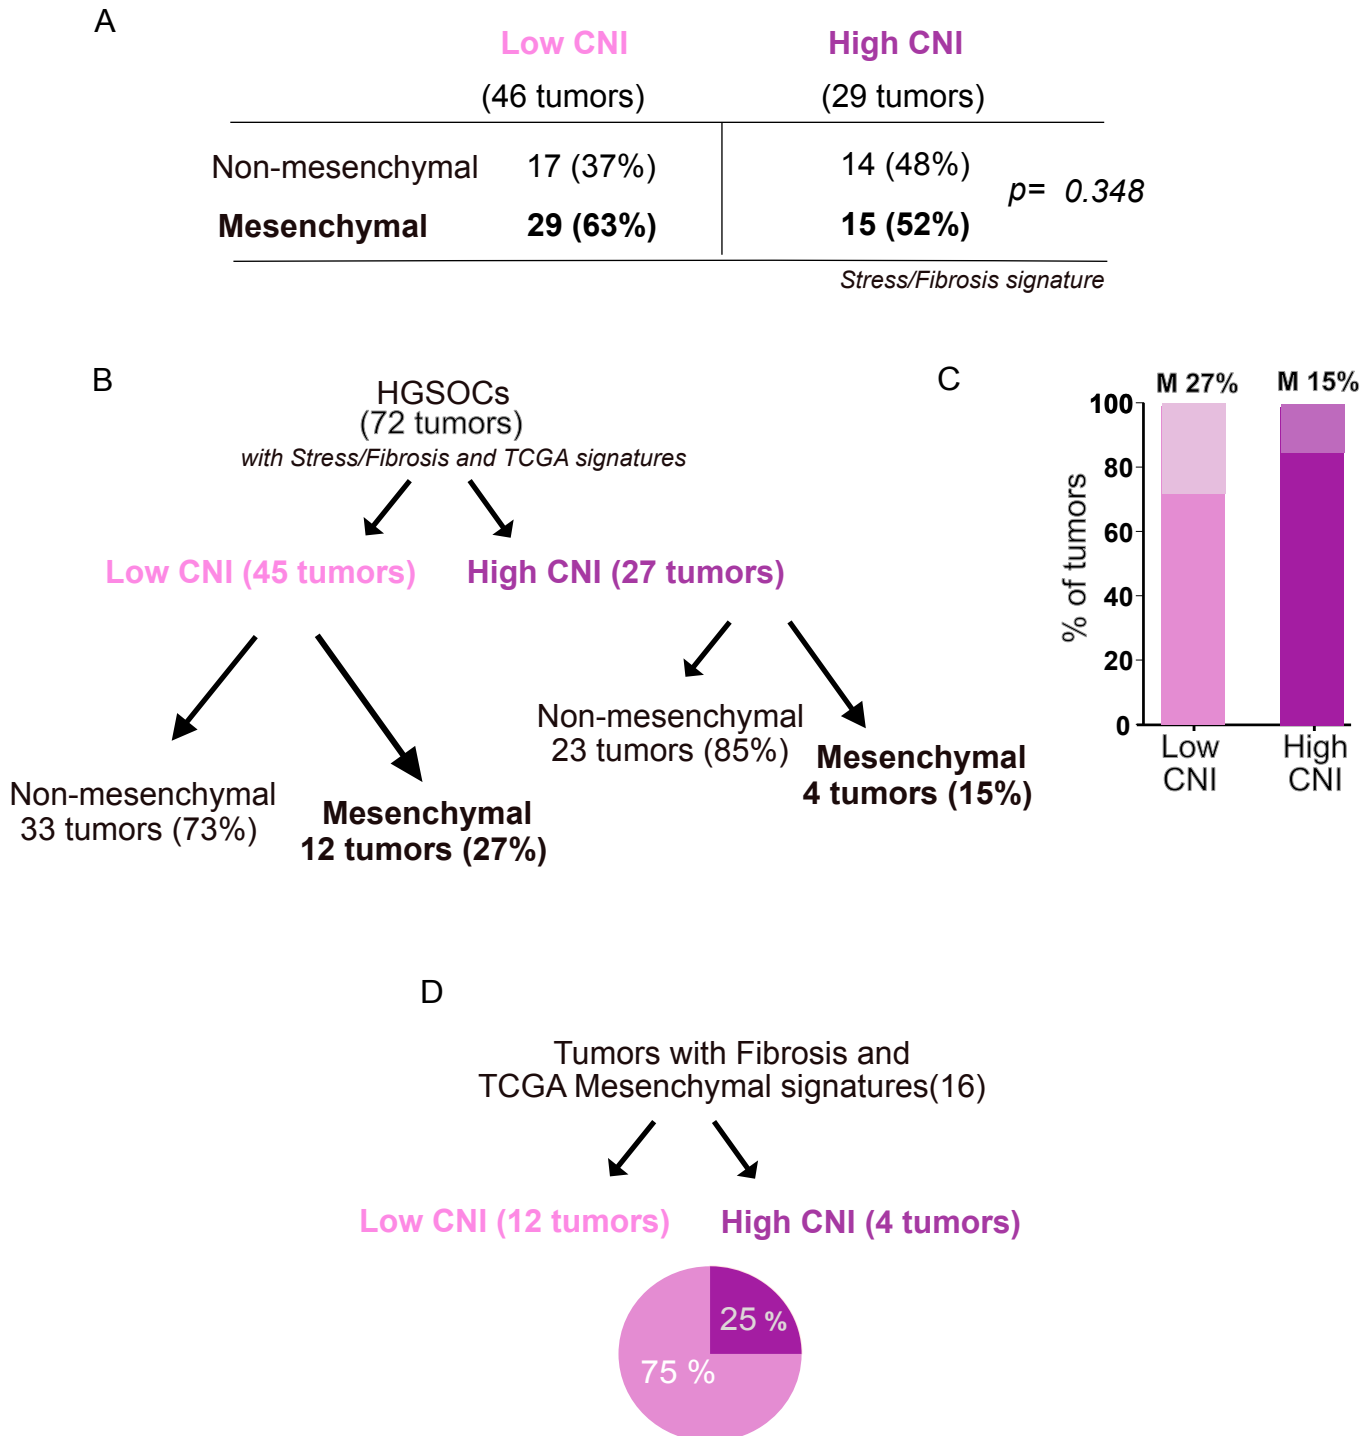 A
Low CNI High CNI
(46 tumors) (29 tumors)
Non-mesenchymal 17 (37%) 14 (48%)
p= 0.348
Mesenchymal 29 (63%) 15 (52%)
Stress/Fibrosis signature
B
HGSOCs
(72 tumors)
with Stress/Fibrosis and TCGA signatures
Low CNI (45 tumors) High CNI (27 tumors)
Non-mesenchymal
23 tumors (85%)
Mesenchymal
4 tumors (15%)
Non-mesenchymal
33 tumors (73%)
Mesenchymal
12 tumors (27%)
C
M 27% M 15%
% of tumors
100
80
60
40
20
0
Low
CNI
High
CNI
D
Tumors with Fibrosis and
TCGA Mesenchymal signatures(16)
Low CNI (12 tumors) High CNI (4 tumors)
25 %
75 %